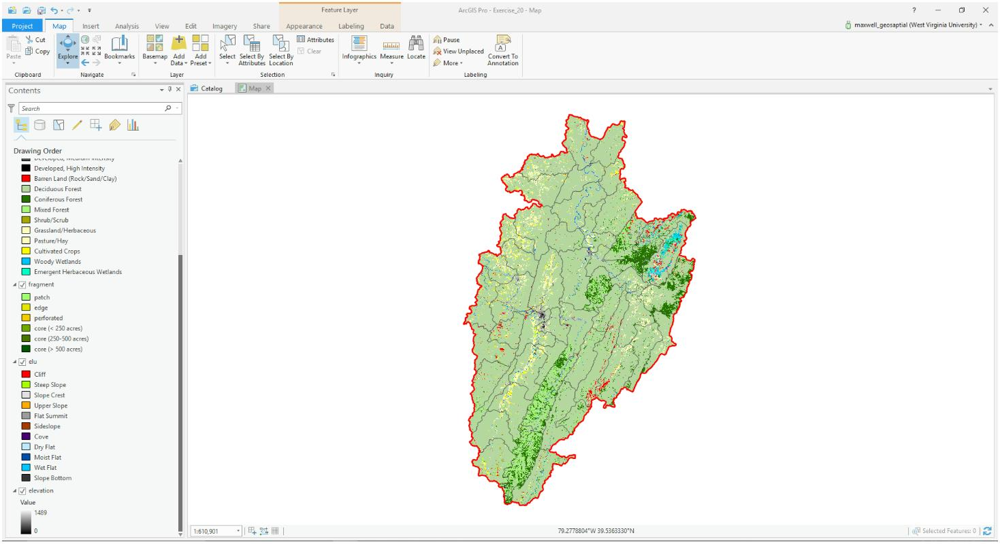 Feature Layer
ArcGIS Pro - Exercise_20 - Map
?
Project Map Insert Analysis View Edit Imagery Share Appearance Labeling Data
maxwell_geosaptial (West Virginia University)
Paste
Cut
Copy
Clipboard
Explore
Bookmarks
Navigate
Basemap
Add Data
Add Preset
Layer
Select
Select By Attributes
Select By Location
Attributes
Clear
Selection
Infographics
Measure
Locate
Inquiry
Pause
View Unplaced
More
Convert To Annotation
Labeling
Contents
Catalog
Map
Search
Drawing Order
Developed, Medium Intensity
Developed, High Intensity
Barren Land (Rock/Sand/Clay)
Deciduous Forest
Coniferous Forest
Mixed Forest
Shrub/Scrub
Grassland/Herbaceous
Pasture/Hay
Cultivated Crops
Woody Wetlands
Emergent Herbaceous Wetlands
fragment
patch
edge
perforated
core (< 250 acres)
core (250-500 acres)
core (> 500 acres)
elu
Cliff
Steep Slope
Slope Crest
Upper Slope
Flat Summit
Sideslope
Cove
Dry Flat
Moist Flat
Wet Flat
Slope Bottom
elevation
Value
1489
0
1:610,901
79.2778804°W 39.5363330°N
Selected Features: 0